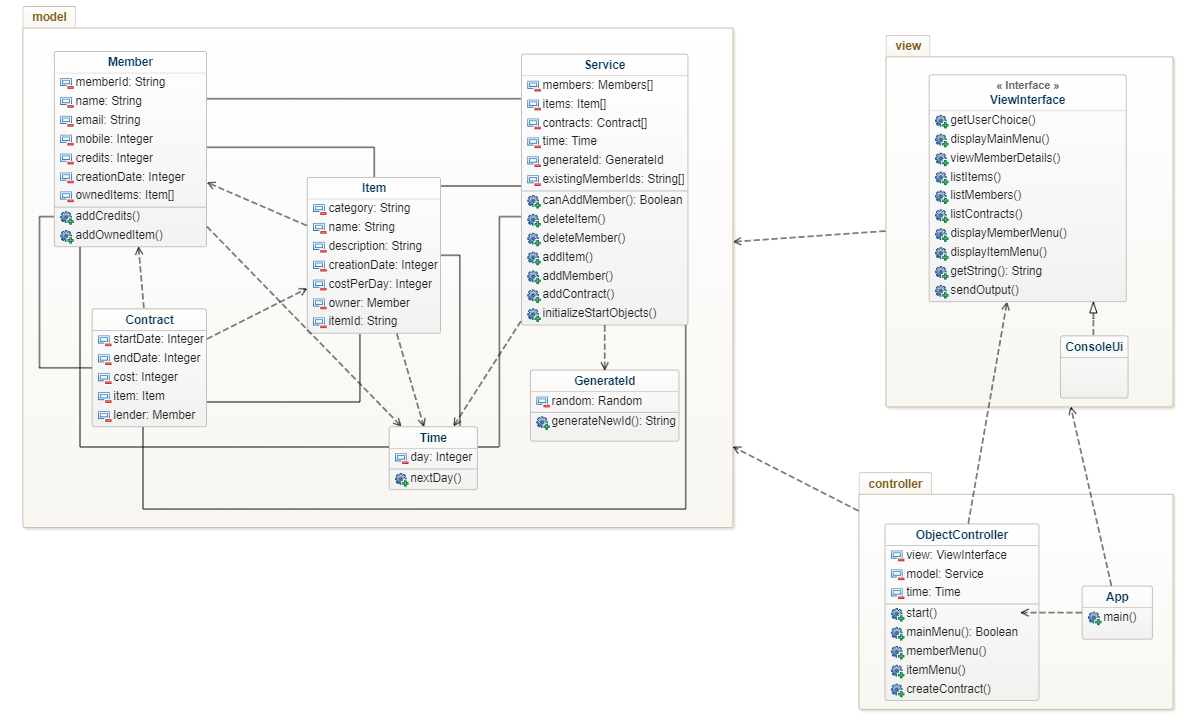 model
Member
memberId: String
name: String
email: String
mobile: Integer
credits: Integer
creationDate: Integer
ownedItems: Item[]
addCredits()
addOwnedItem()
Item
category: String
name: String
description: String
creationDate: Integer
costPerDay: Integer
owner: Member
itemId: String
Service
members: Members[]
items: Item[]
contracts: Contract[]
time: Time
generateId: GenerateId
existingMemberIds: String[]
canAddMember(): Boolean
deleteItem()
deleteMember()
addItem()
addMember()
addContract()
initializeStartObjects()
Contract
startDate: Integer
endDate: Integer
cost: Integer
item: Item
lender: Member
Time
day: Integer
nextDay()
GenerateId
random: Random
generateNewId(): String
view
« Interface »
ViewInterface
getUserChoice()
displayMainMenu()
viewMemberDetails()
listItems()
listMembers()
listContracts()
displayMemberMenu()
displayItemMenu()
getString(): String
sendOutput()
ConsoleUi
controller
ObjectController
view: ViewInterface
model: Service
time: Time
start()
mainMenu(): Boolean
memberMenu()
itemMenu()
createContract()
App
main()